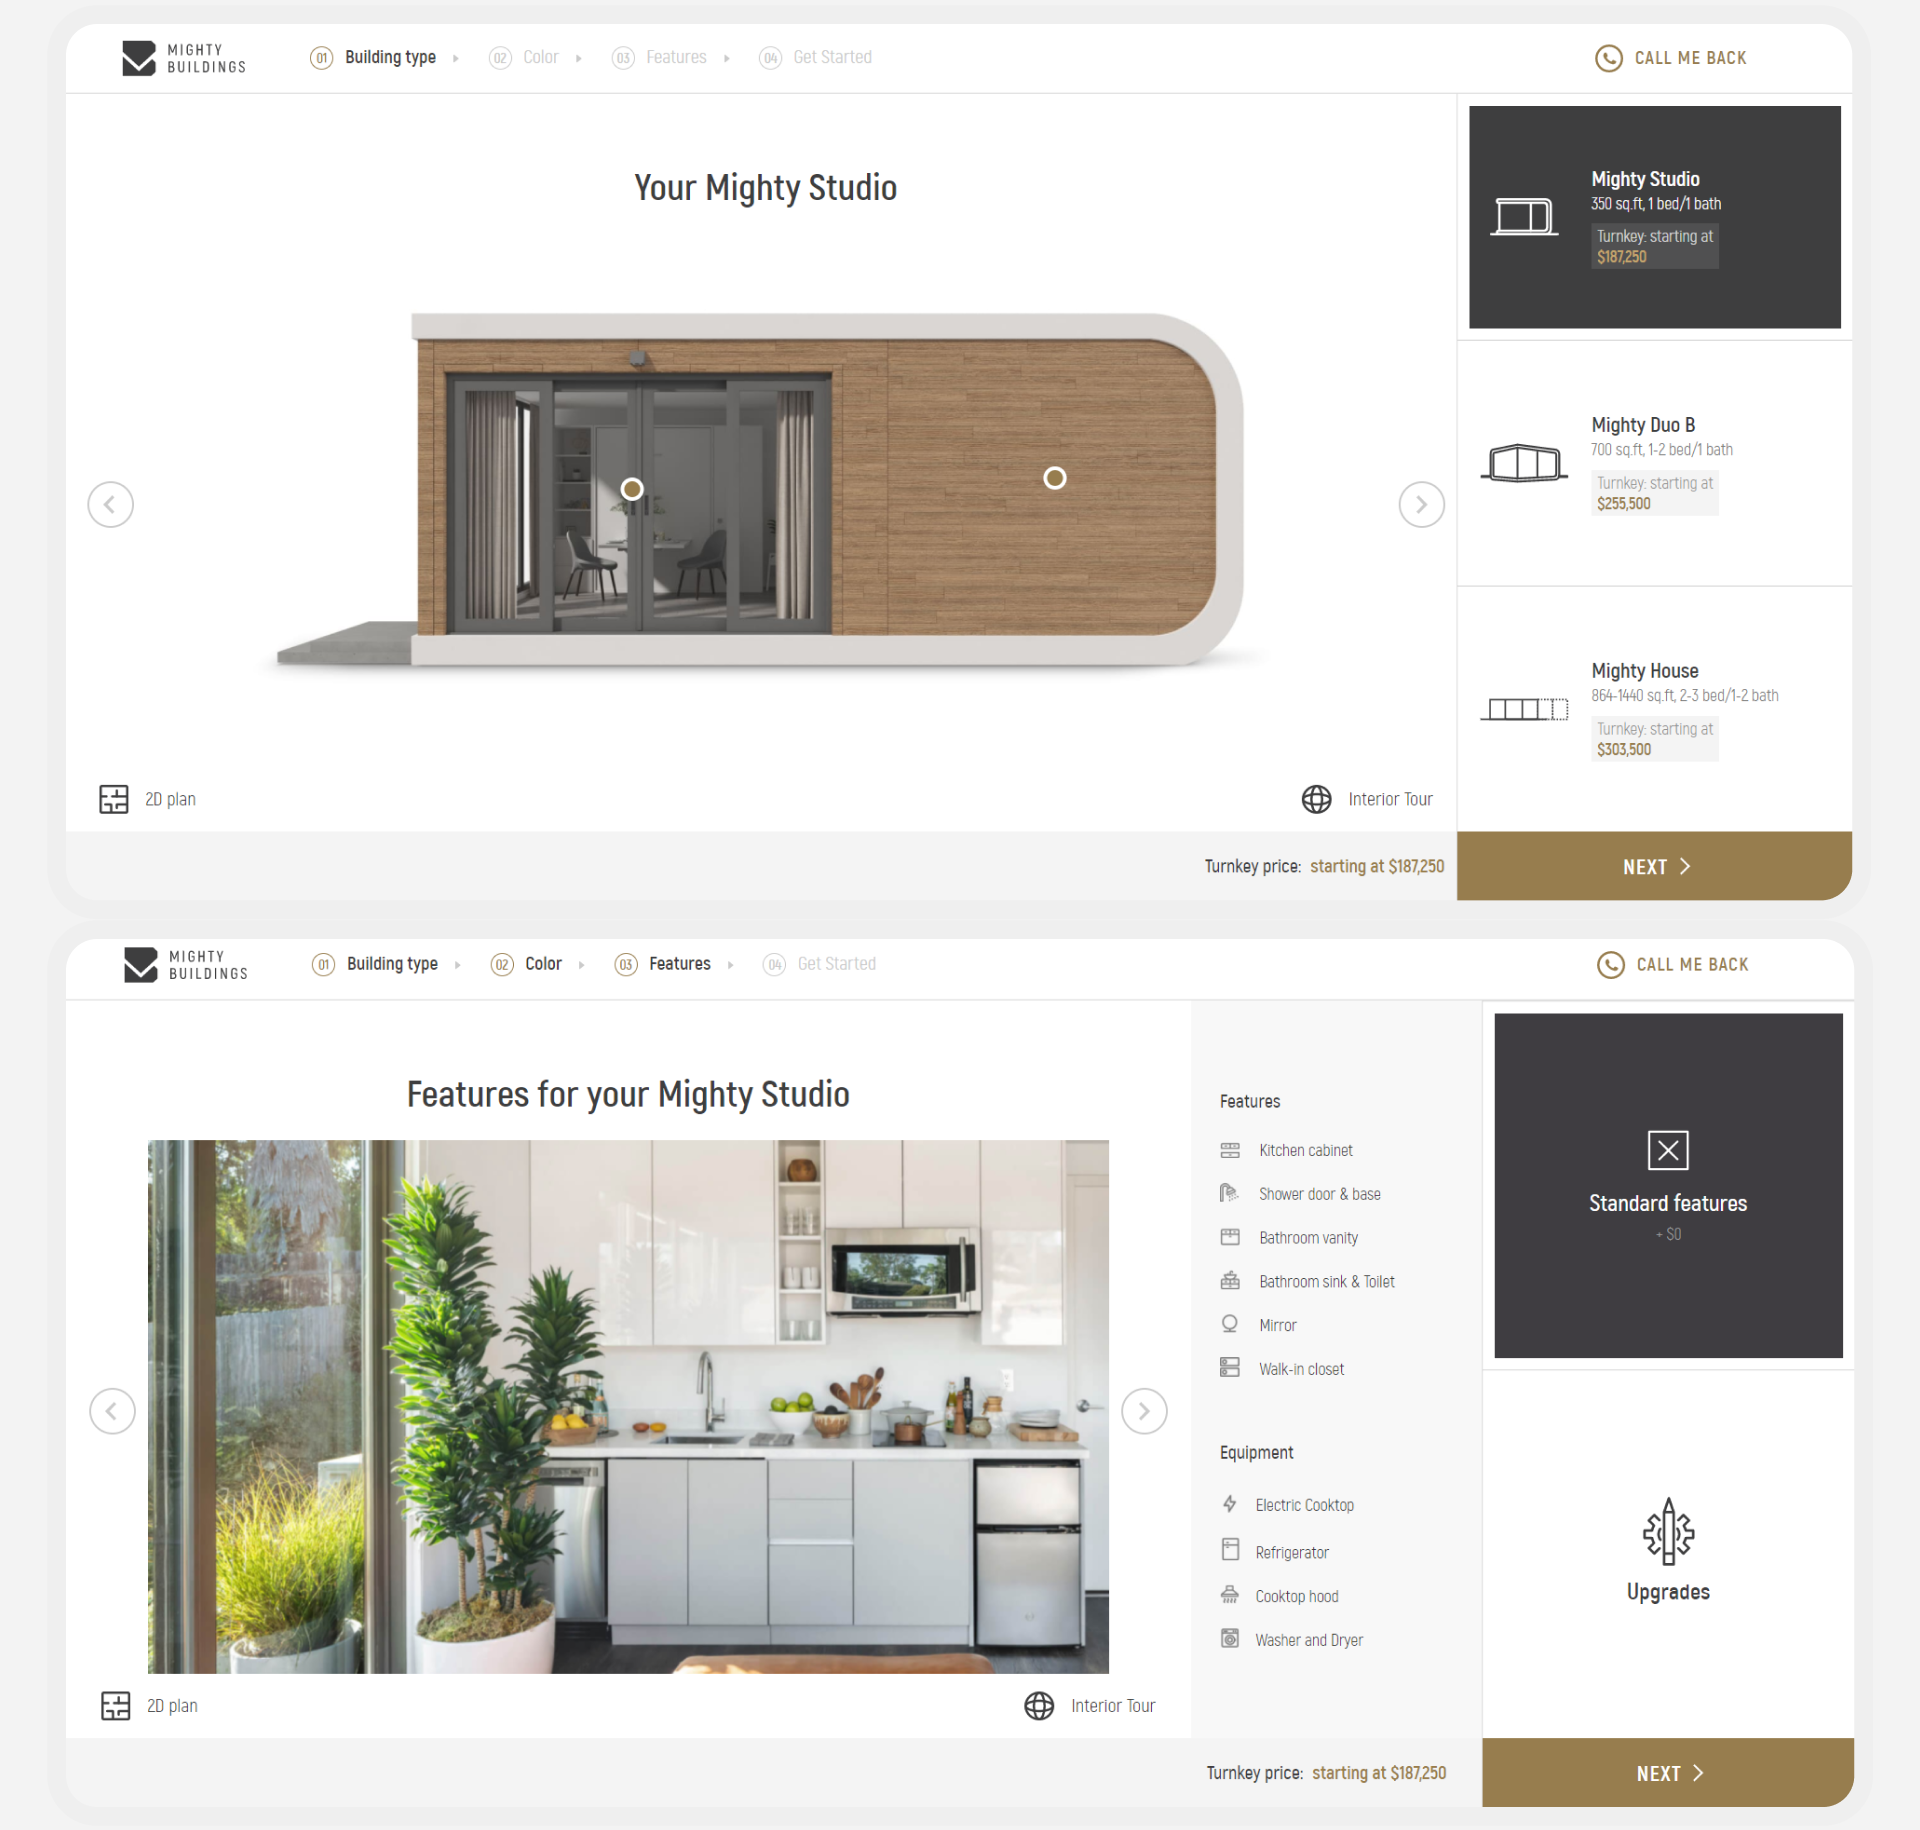 MIGHTY
BUILDINGS
01 Building type
02 Color
03 Features
04 Get Started
CALL ME BACK
Your Mighty Studio
Mighty Studio
350 sq.ft, 1 bed/1 bath
Turnkey: starting at
$187,250
Mighty Duo B
700 sq.ft, 1-2 bed/1 bath
Turnkey: starting at
$255,500
Mighty House
864-1440 sq.ft, 2-3 bed/1-2 bath
Turnkey: starting at
$303,500
2D plan
Interior Tour
Turnkey price: starting at $187,250
NEXT
MIGHTY
BUILDINGS
01 Building type
02 Color
03 Features
04 Get Started
CALL ME BACK
Features for your Mighty Studio
Features
Kitchen cabinet
Shower door & base
Bathroom vanity
Bathroom sink & Toilet
Mirror
Walk-in closet
Equipment
Electric Cooktop
Refrigerator
Cooktop hood
Washer and Dryer
Standard features
+ $0
Upgrades
2D plan
Interior Tour
Turnkey price: starting at $187,250
NEXT